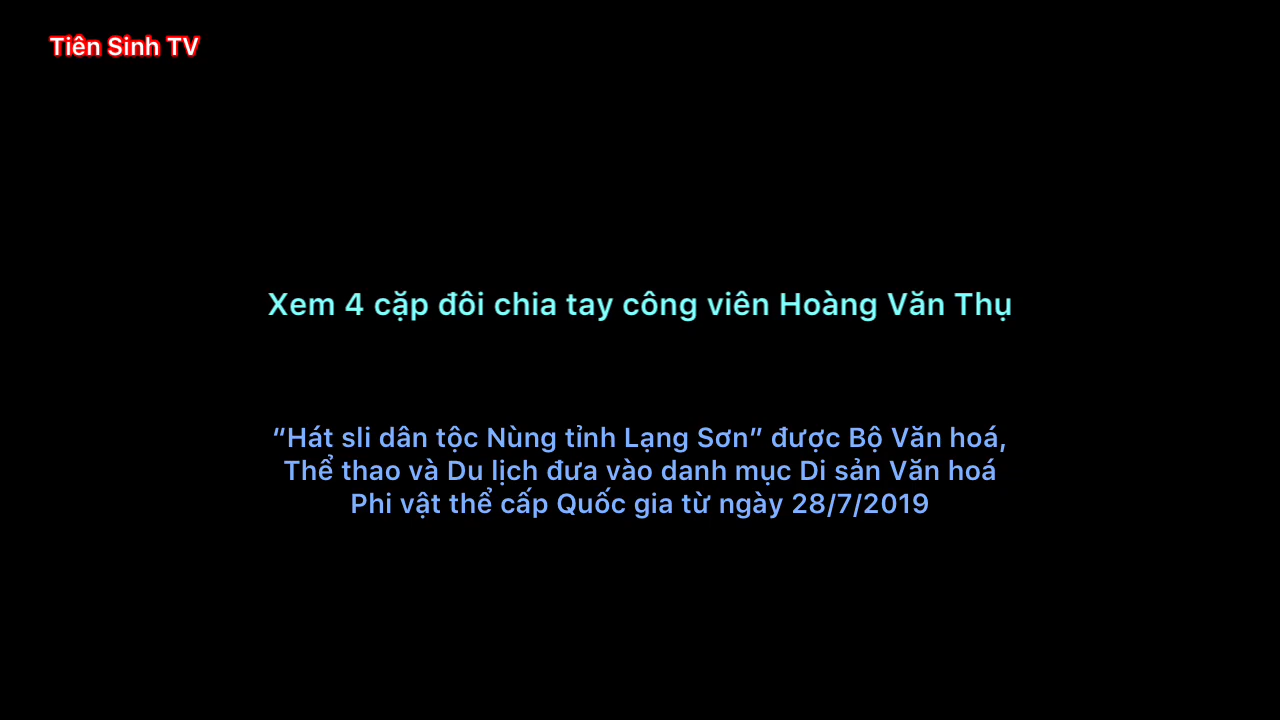 Tiên Sinh TV
Xem 4 cặp đôi chia tay công viên Hoàng Văn Thụ
“Hát sli dân tộc Nùng tỉnh Lạng Sơn” được Bộ Văn hoá,
Thể thao và Du lịch đưa vào danh mục Di sản Văn hoá
Phi vật thể cấp Quốc gia từ ngày 28/7/2019